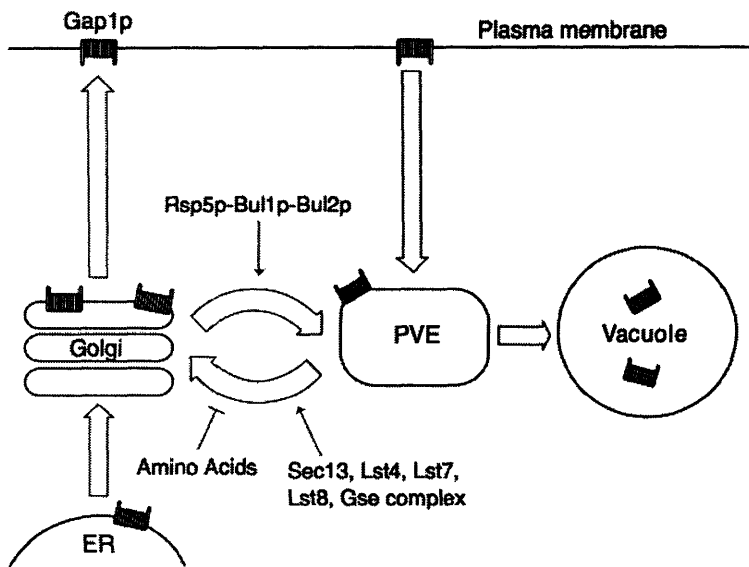 Gap1p
Plasma membrane
Rsp5p-Bul1p-Bul2p
Golgi
PVE
Vacuole
Amino Acids
Sec13, Lst4, Lst7,
Lst8, Gse complex
ER